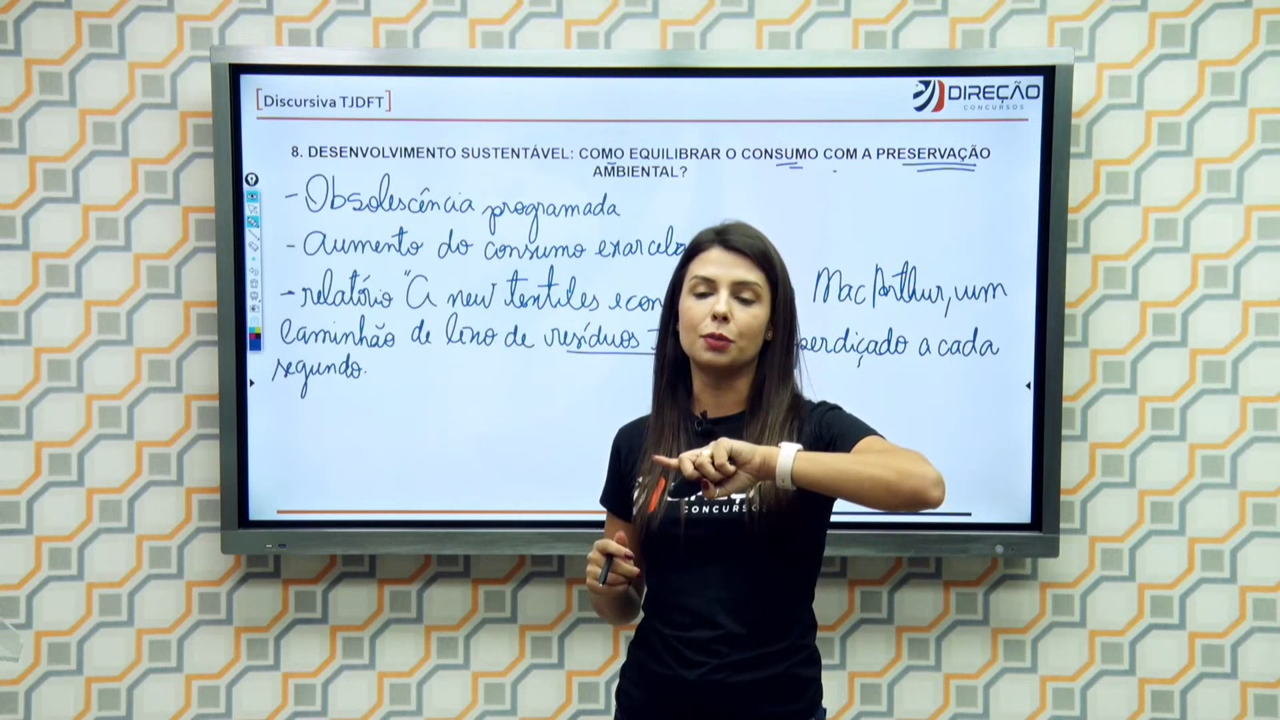 [Discursiva TJDFT]
DIREÇÃO
CONCURSOS
8. DESENVOLVIMENTO SUSTENTÁVEL: COMO EQUILIBRAR O CONSUMO COM A PRESERVAÇÃO
AMBIENTAL?
- Obsolescência programada
- Aumento do consumo exarcelo
- relatório "A new textiles econ MacArthur, um
caminhão de lixo de resíduos perdiçado a cada
segundo.
CONCURSOS